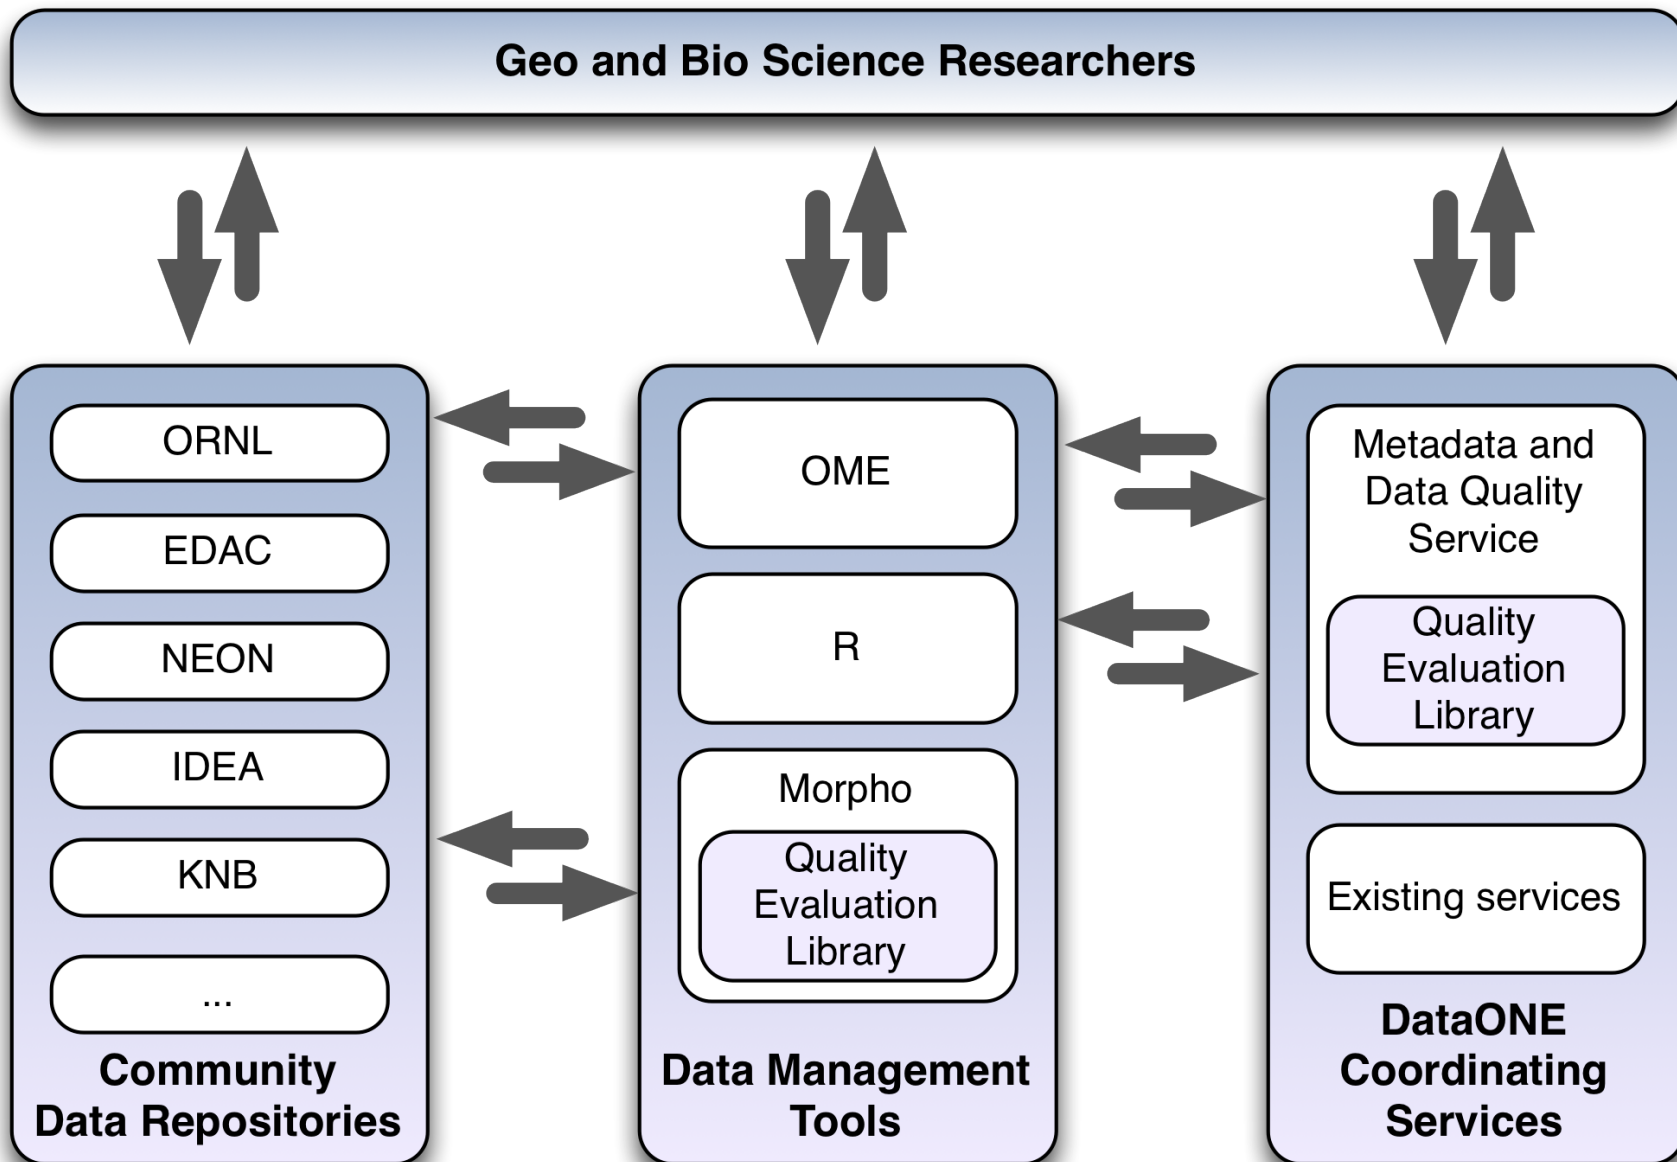 Geo and Bio Science Researchers
ORNL
EDAC
NEON
IDEA
KNB
...
Community
Data Repositories
OME
R
Morpho
Quality
Evaluation
Library
Data Management
Tools
Metadata and
Data Quality
Service
Quality
Evaluation
Library
Existing services
DataONE
Coordinating
Services